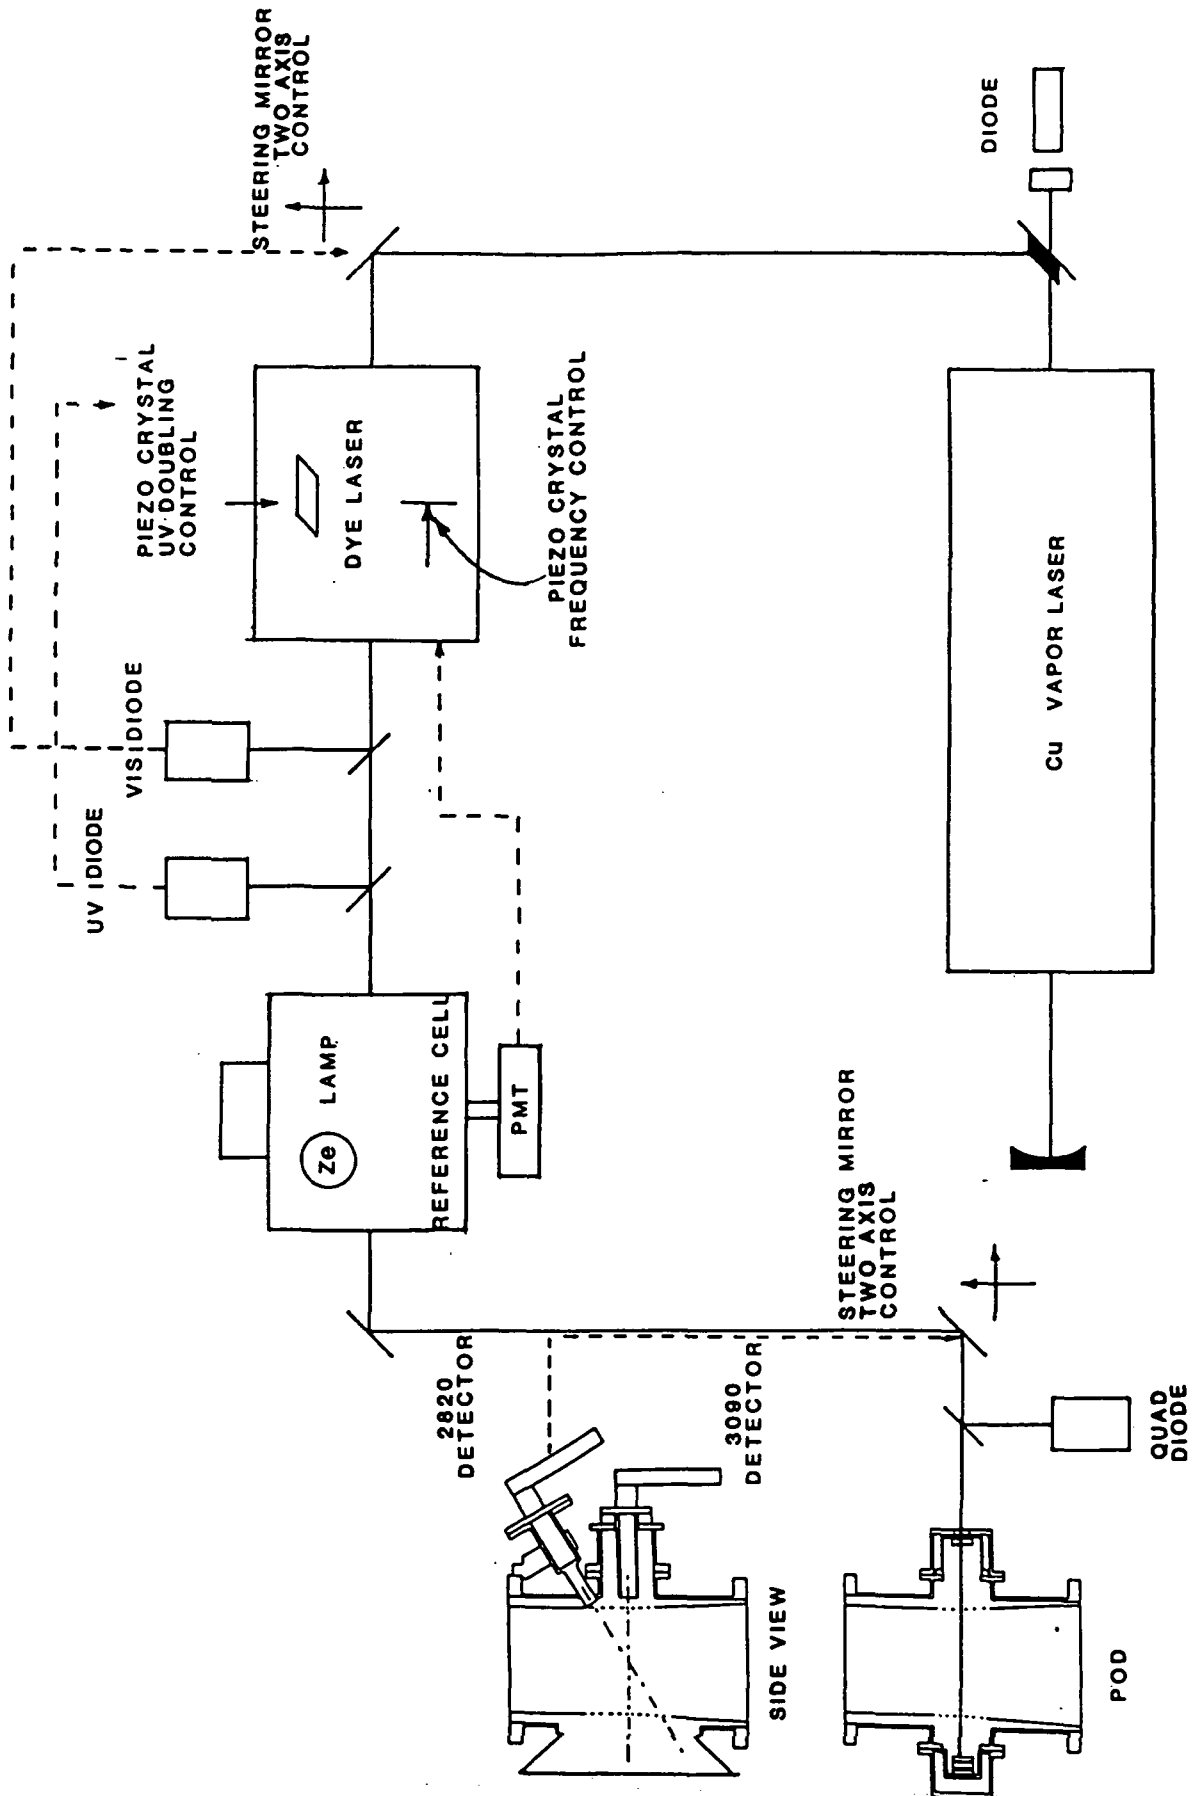 STEERING MIRROR
TWO AXIS
CONTROL
DIODE
PIEZO CRYSTAL
UV DOUBLING
CONTROL
DYE LASER
PIEZO CRYSTAL
FREQUENCY CONTROL
Cu VAPOR LASER
VIS DIODE
UV DIODE
Ze LAMP
REFERENCE CELL
PMT
STEERING MIRROR
TWO AXIS
CONTROL
2820
DETECTOR
3090
DETECTOR
QUAD
DIODE
SIDE VIEW
POD